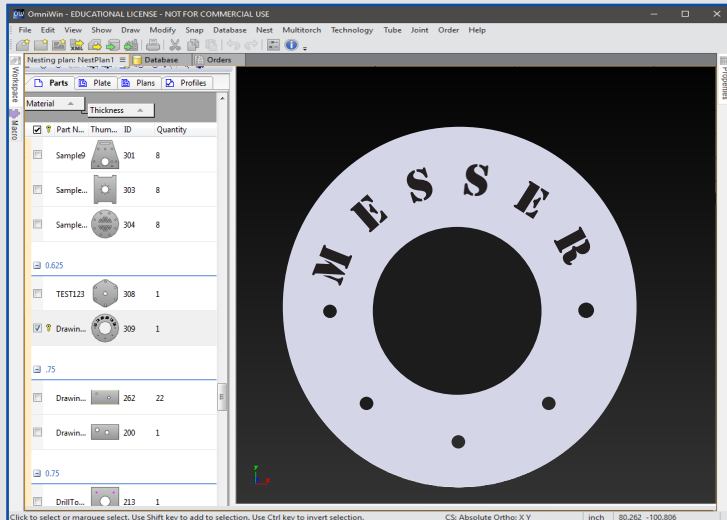 OmniWin - EDUCATIONAL LICENSE - NOT FOR COMMERCIAL USE
File Edit View Show Draw Modify Snap Database Nest Multitorch Technology Tube Joint Order Help
Nesting plan: NestPlan1 Database Orders
Workspace
Macro
Properties
Parts Plate Plans Profiles
Material
Thickness
Part N... Thum... ID Quantity
Sample9 301 8
Sample... 303 8
Sample... 304 8
0.625
TEST123 308 1
Drawin... 309 1
.75
Drawin... 262 22
Drawin... 200 1
0.75
DrillTo... 213 1
MESSER
Y
X
Click to select or marquee select. Use Shift key to add to selection. Use Ctrl key to invert selection. CS: Absolute Ortho: X Y inch 80.262 -100.806